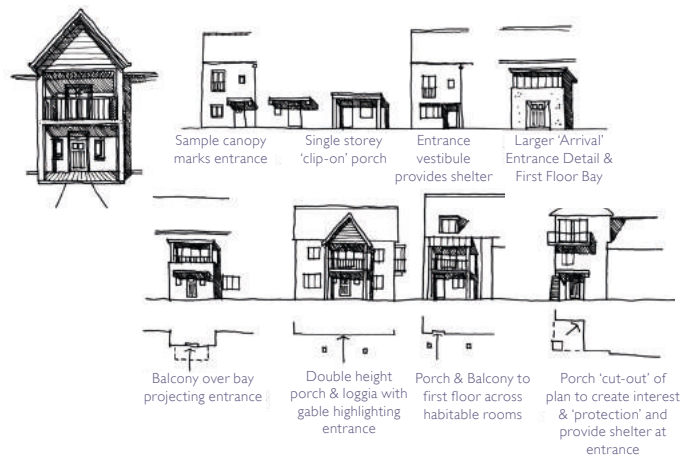 Sample canopy
marks entrance
Single storey
'clip-on' porch
Entrance
vestibule
provides shelter
Larger 'Arrival'
Entrance Detail &
First Floor Bay
Balcony over bay
projecting entrance
Double height
porch & loggia with
gable highlighting
entrance
Porch & Balcony to
first floor across
habitable rooms
Porch 'cut-out' of
plan to create interest
& 'protection' and
provide shelter at
entrance